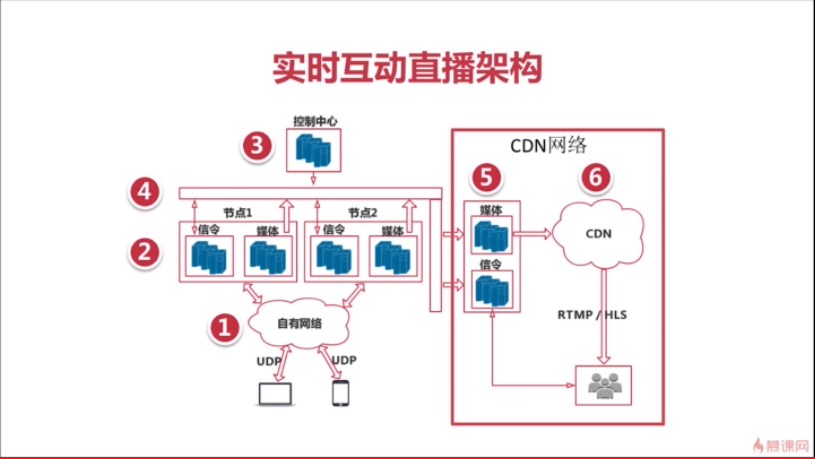 实时互动直播架构
控制中心
3
CDN网络
4
5
6
节点1
节点2
媒体
信令
媒体
信令
媒体
CDN
2
信令
1
自有网络
RTMP / HLS
UDP
UDP
慕课网